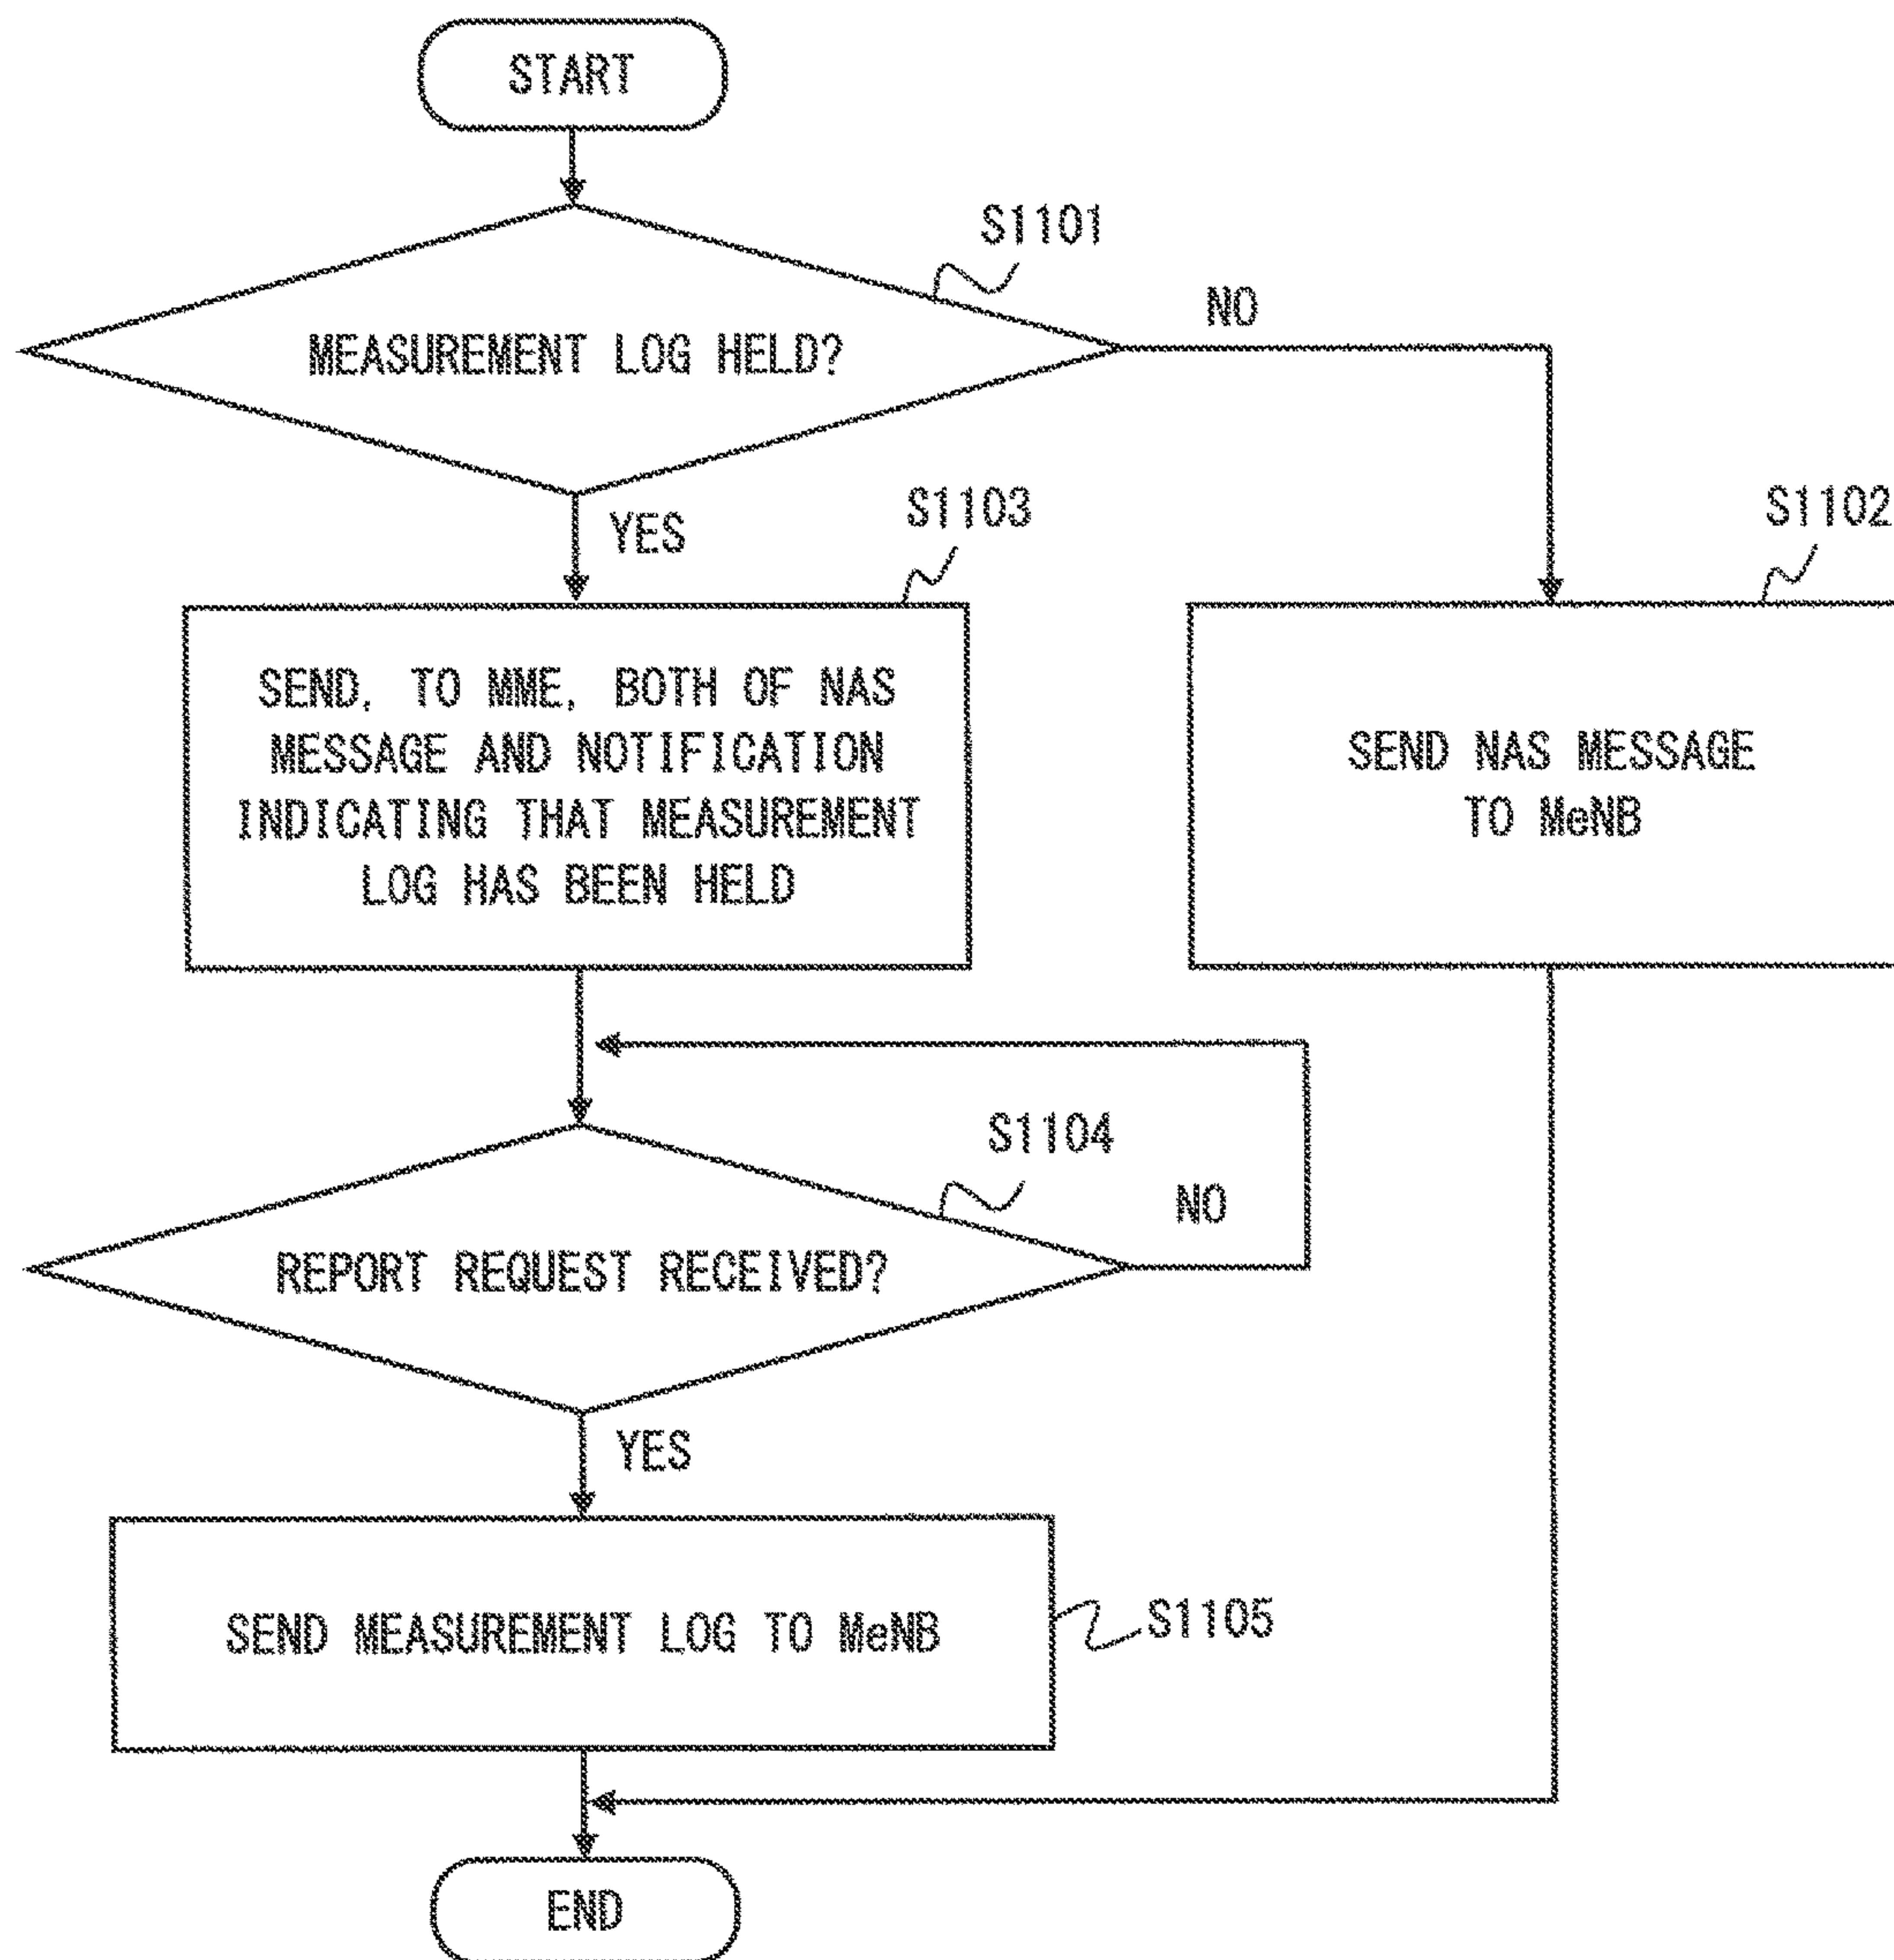 START
S1101
MEASUREMENT LOG HELD?
NO
YES
S1103
S1102
SEND, TO MME, BOTH OF NAS
MESSAGE AND NOTIFICATION
INDICATING THAT MEASUREMENT
LOG HAS BEEN HELD
SEND NAS MESSAGE
TO MeNB
S1104
NO
REPORT REQUEST RECEIVED?
YES
SEND MEASUREMENT LOG TO MeNB
S1105
END